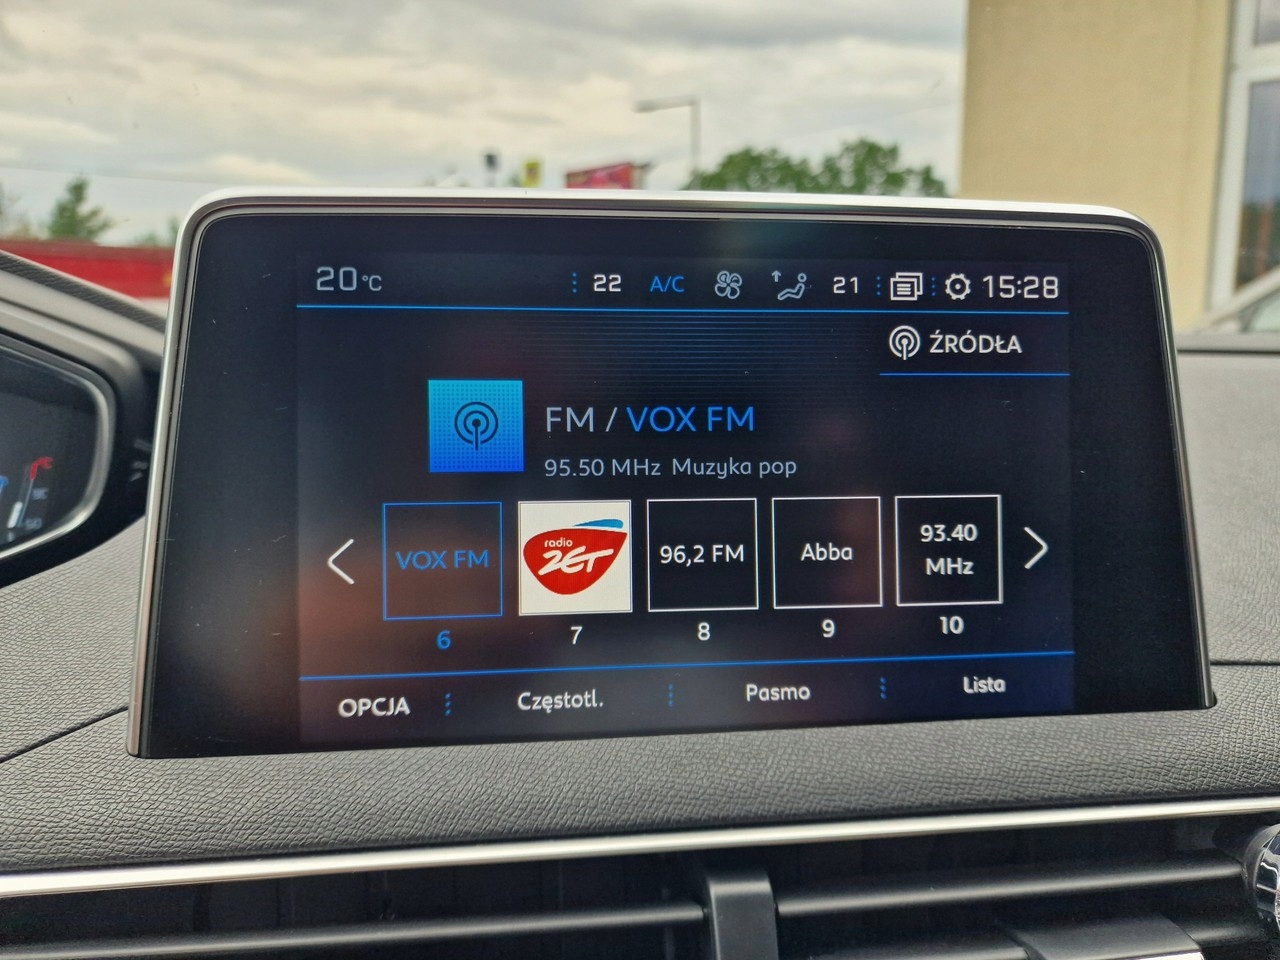 20°C 22 A/C 21 15:28
ŹRÓDŁA
FM / VOX FM
95.50 MHz Muzyka pop
VOX FM
radio
ZET
96,2 FM
Abba
93.40
MHz
6 7 8 9 10
OPCJA Częstotl. Pasmo Lista